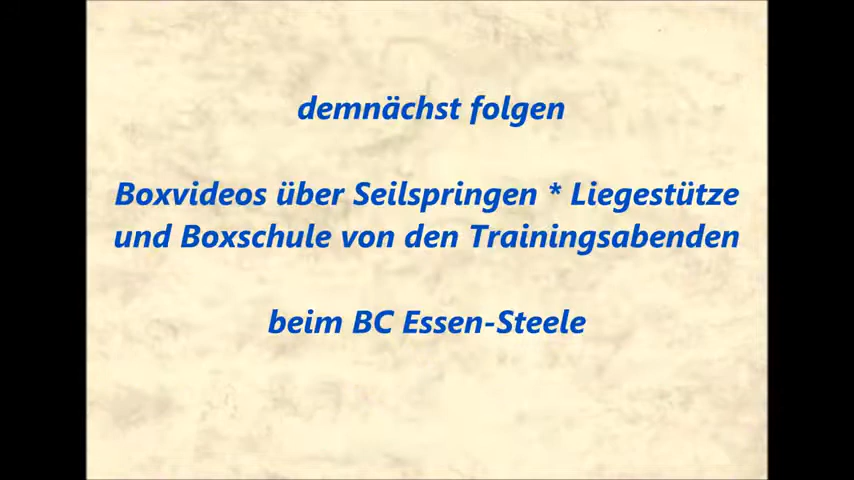 demnächst folgen
Boxvideos über Seilspringen * Liegestütze
und Boxschule von den Trainingsabenden
beim BC Essen-Steele